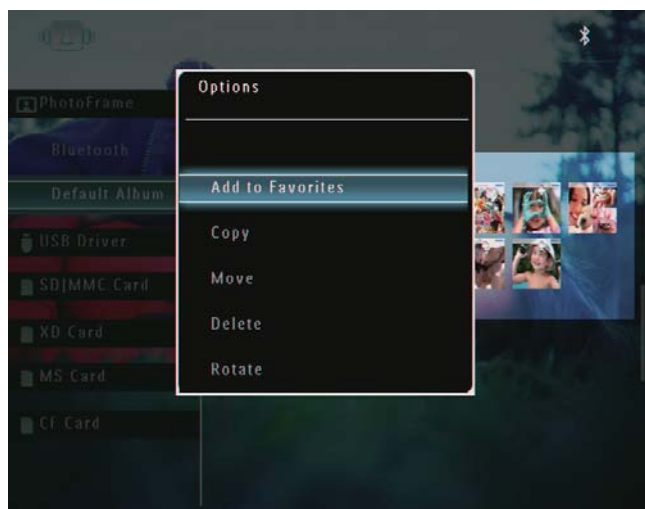 Options
PhotoFrame
Bluetooth
Default Album
USB Driver
SD|MMC Card
XD Card
MS Card
CF Card
Add to Favorites
Copy
Move
Delete
Rotate